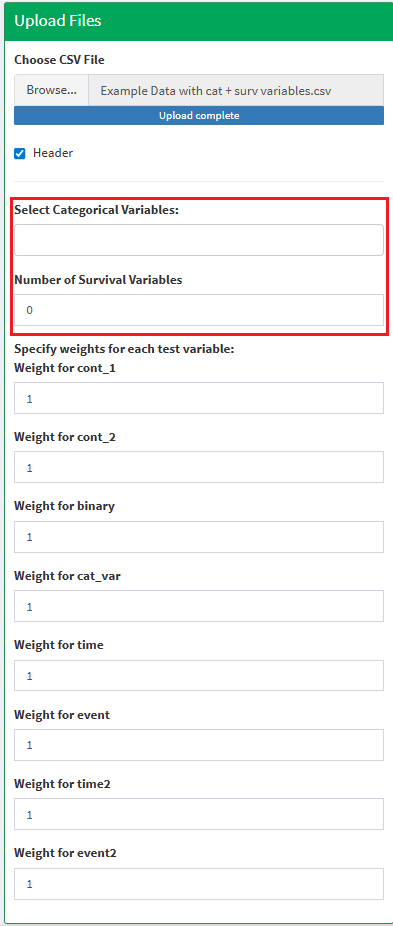 Upload Files
Choose CSV File
Browse... Example Data with cat + surv variables.csv
Upload complete
Header
Select Categorical Variables:
Number of Survival Variables
0
Specify weights for each test variable:
Weight for cont_1
1
Weight for cont_2
1
Weight for binary
1
Weight for cat_var
1
Weight for time
1
Weight for event
1
Weight for time2
1
Weight for event2
1